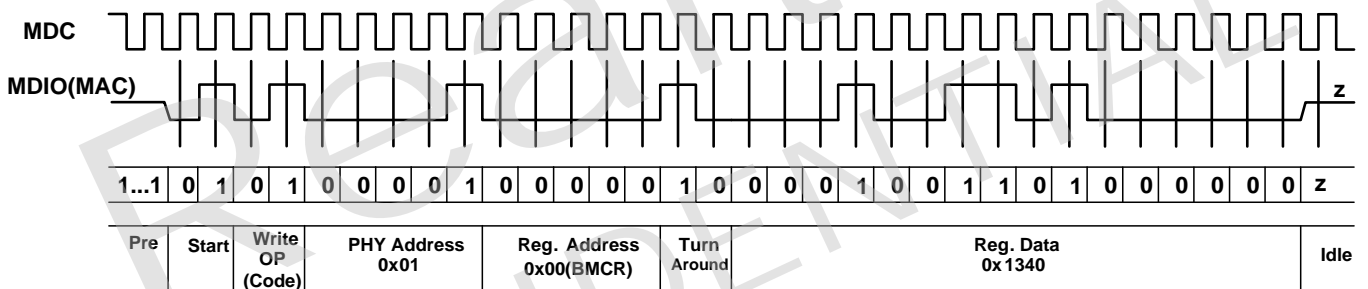 MDC
MDIO(MAC)
z
1...1 0 1 0 1 0 0 0 0 1 0 0 0 0 0 1 0 0 0 0 1 0 0 1 1 0 1 0 0 0 0 0 0 z
Pre Start Write OP (Code) PHY Address 0x01 Reg. Address 0x00(BMCR) Turn Around Reg. Data 0x1340 Idle